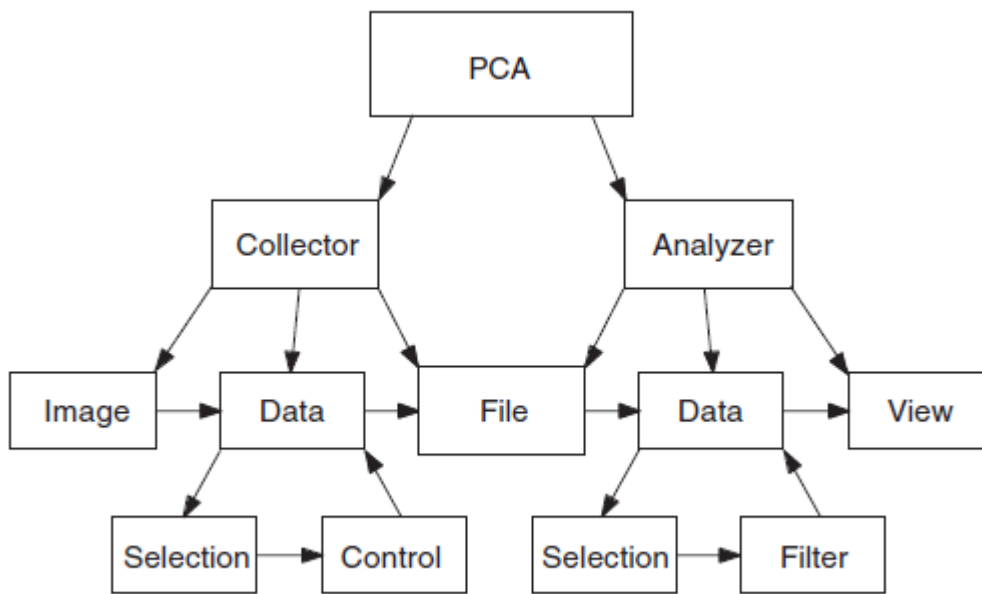 PCA
Collector
Analyzer
Image
Data
File
Data
View
Selection
Control
Selection
Filter